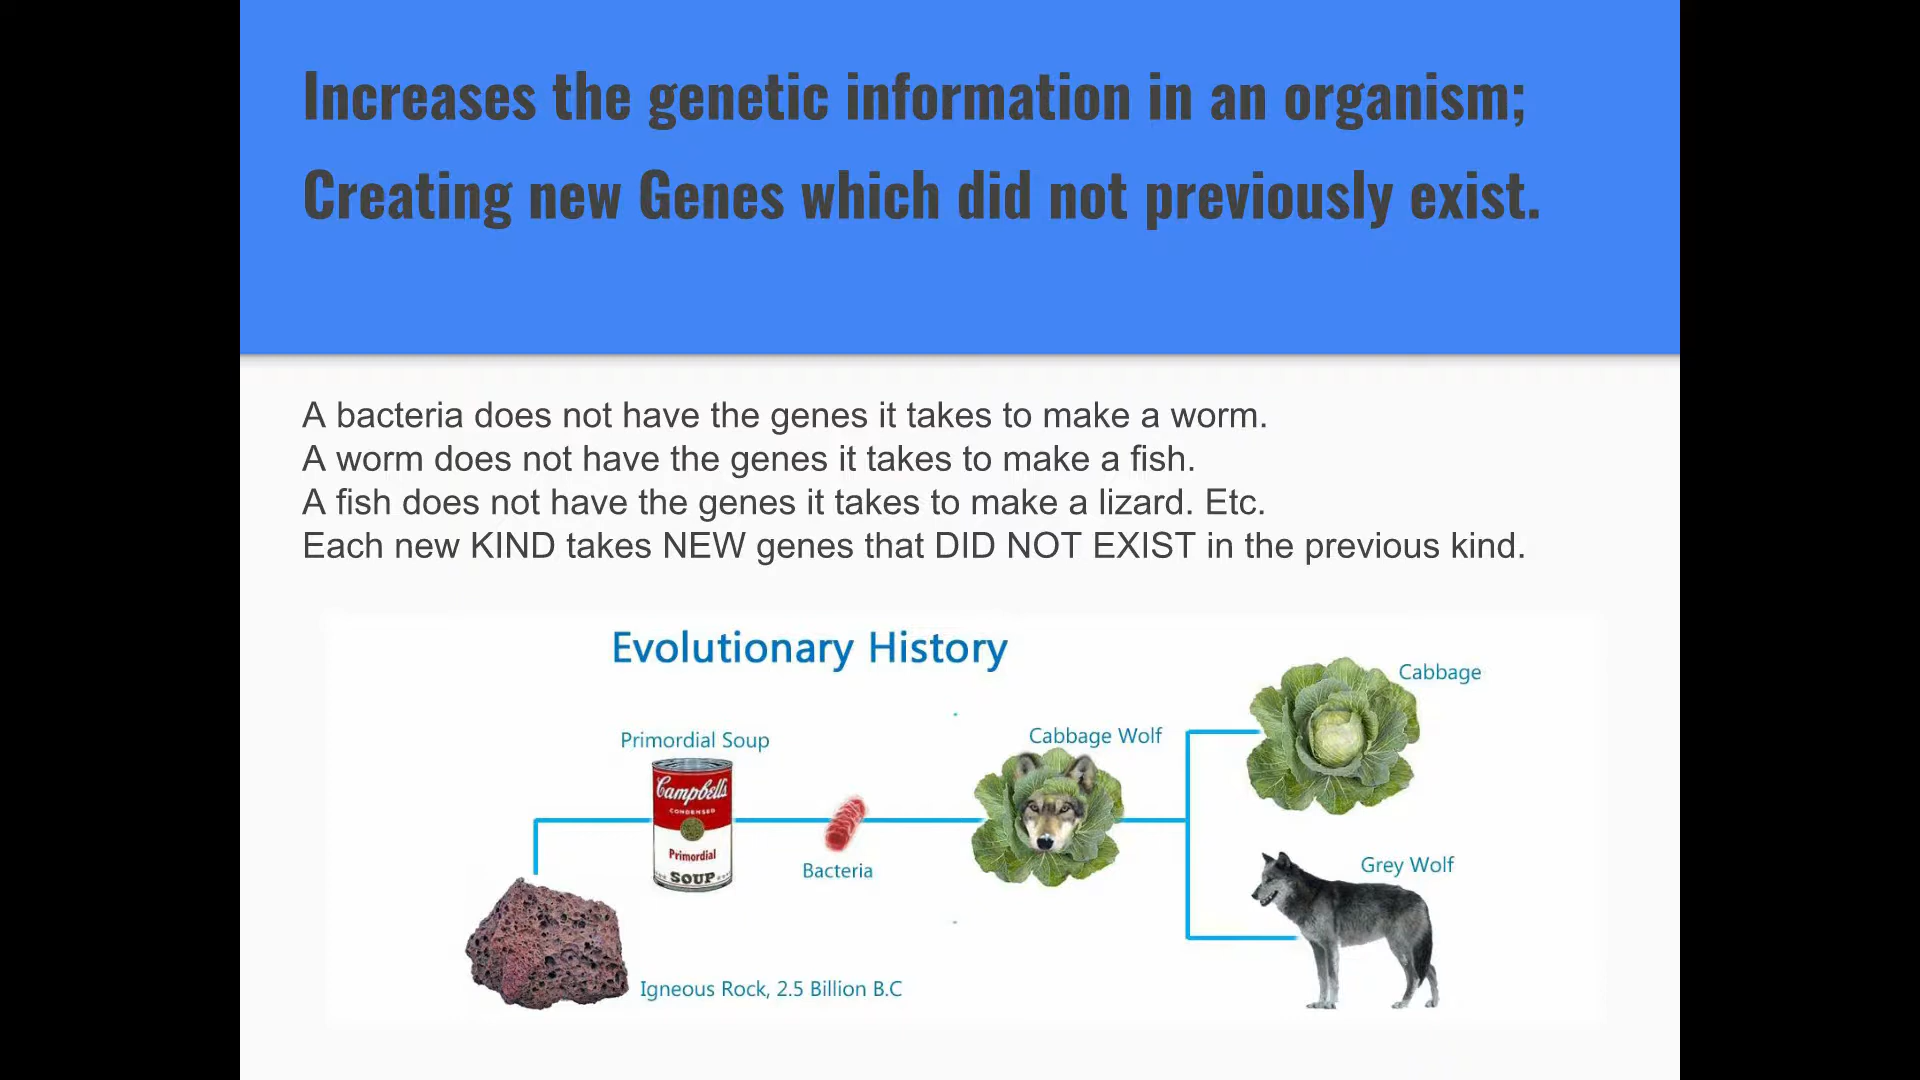 Increases the genetic information in an organism;
Creating new Genes which did not previously exist.
A bacteria does not have the genes it takes to make a worm.
A worm does not have the genes it takes to make a fish.
A fish does not have the genes it takes to make a lizard. Etc.
Each new KIND takes NEW genes that DID NOT EXIST in the previous kind.
Evolutionary History
Cabbage
Primordial Soup
Cabbage Wolf
Campbell's
CONDENSED
Primordial
SOUP
Bacteria
Grey Wolf
Igneous Rock, 2.5 Billion B.C